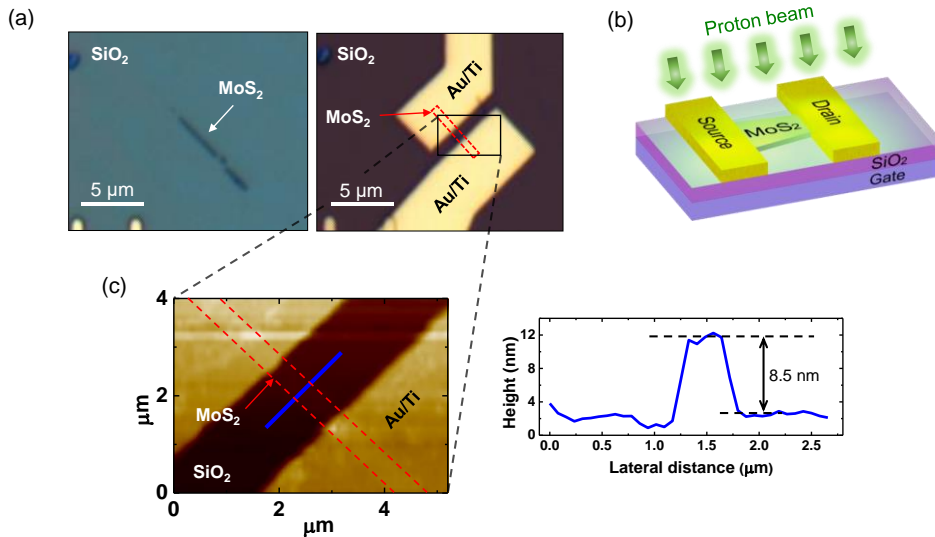 (a)
SiO2
MoS2
5 μm
SiO2
Au/Ti
MoS2
Au/Ti
5 μm
(b)
Proton beam
Source
MoS2
Drain
SiO2
Gate
(c)
4
2
0
μm
MoS2
Au/Ti
SiO2
0
2
4
μm
12
8
4
0
Height (nm)
8.5 nm
0.0 0.5 1.0 1.5 2.0 2.5
Lateral distance (μm)